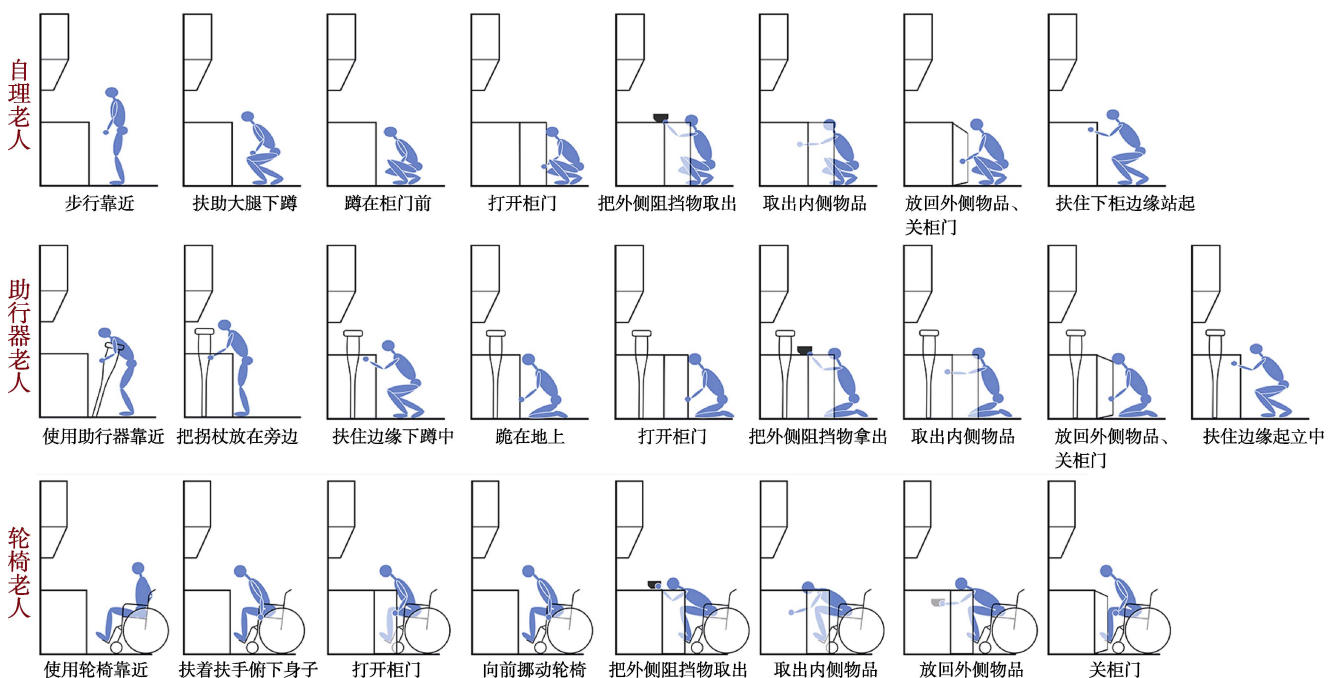 自理老人
步行靠近
扶助大腿下蹲
蹲在柜门前
打开柜门
把外侧阻挡物取出
取出内侧物品
放回外侧物品、
关柜门
扶住下柜边缘站起
助行器老人
使用助行器靠近
把拐杖放在旁边
扶住边缘下蹲中
跪在地上
打开柜门
把外侧阻挡物拿出
取出内侧物品
放回外侧物品、
关柜门
扶住边缘起立中
轮椅老人
使用轮椅靠近
扶着扶手俯下身子
打开柜门
向前挪动轮椅
把外侧阻挡物取出
取出内侧物品
放回外侧物品
关柜门